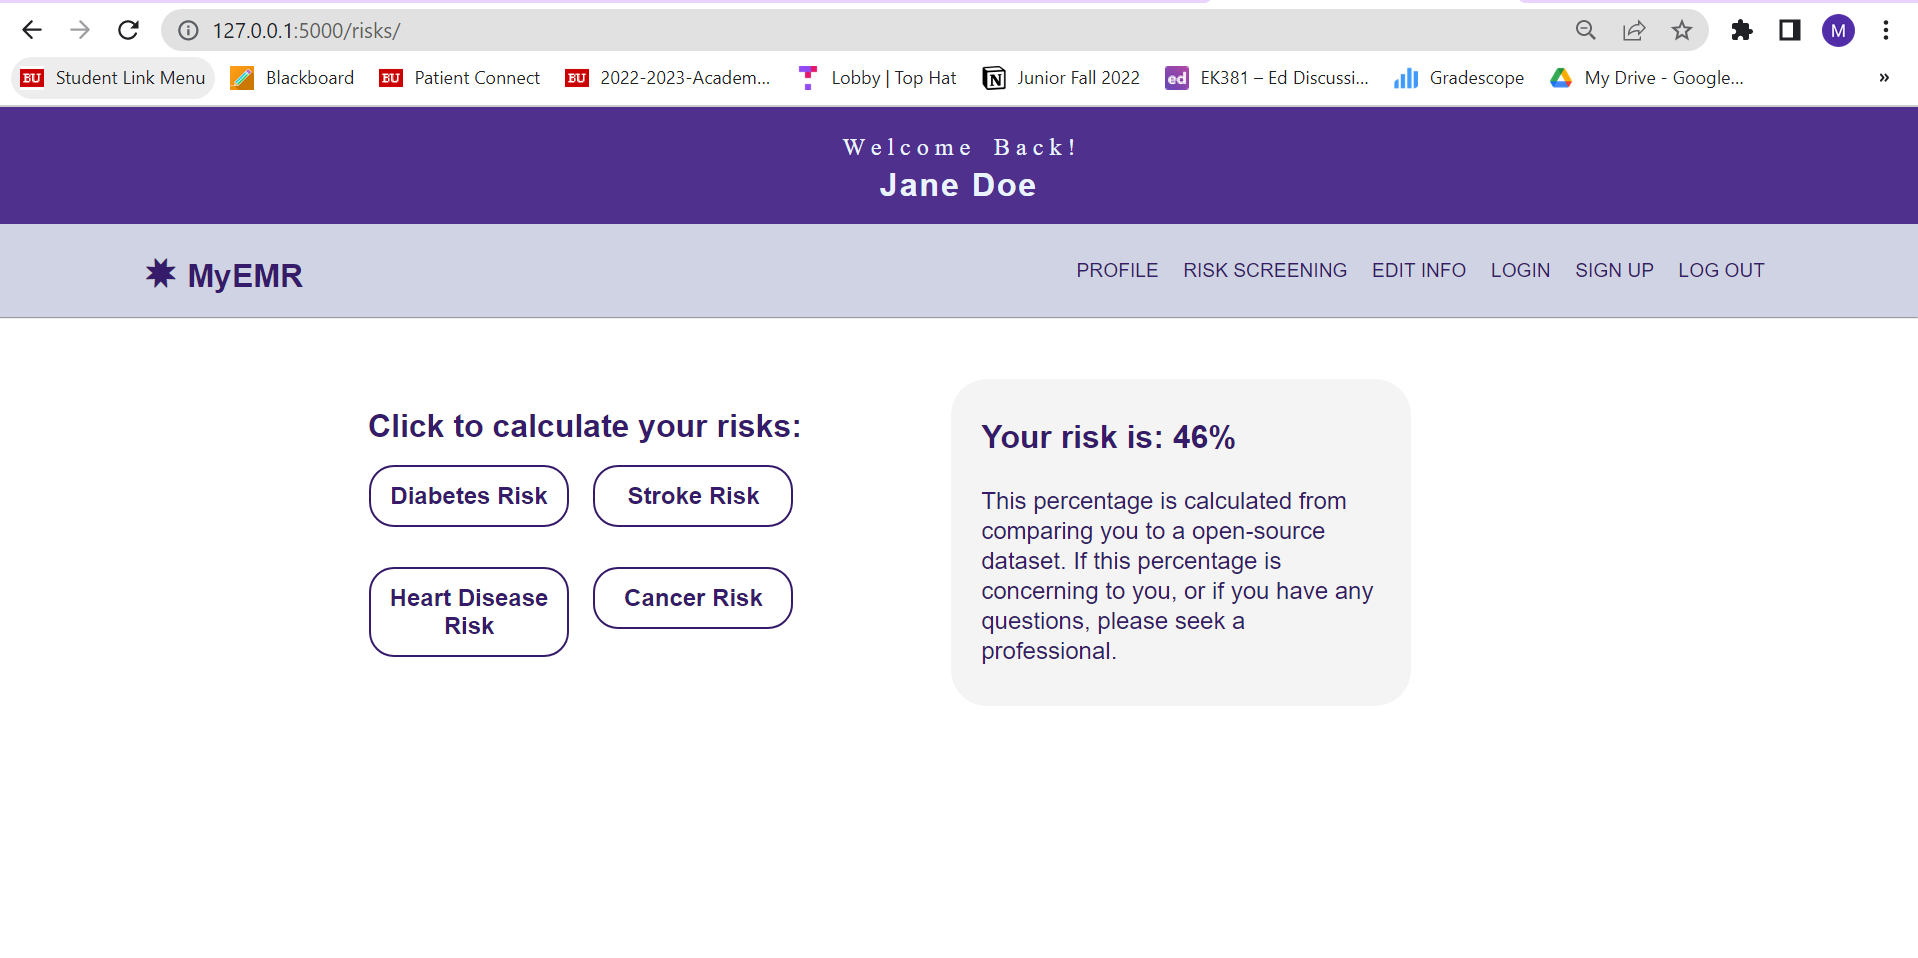 127.0.0.1:5000/risks/
M
BU Student Link Menu
Blackboard
BU Patient Connect
BU 2022-2023-Academ...
Lobby | Top Hat
N Junior Fall 2022
ed EK381 – Ed Discussi...
Gradescope
My Drive - Google...
»
Welcome Back!
Jane Doe
MyEMR
PROFILE RISK SCREENING EDIT INFO LOGIN SIGN UP LOG OUT
Click to calculate your risks:
Diabetes Risk
Stroke Risk
Heart Disease
Risk
Cancer Risk
Your risk is: 46%
This percentage is calculated from
comparing you to a open-source
dataset. If this percentage is
concerning to you, or if you have any
questions, please seek a
professional.